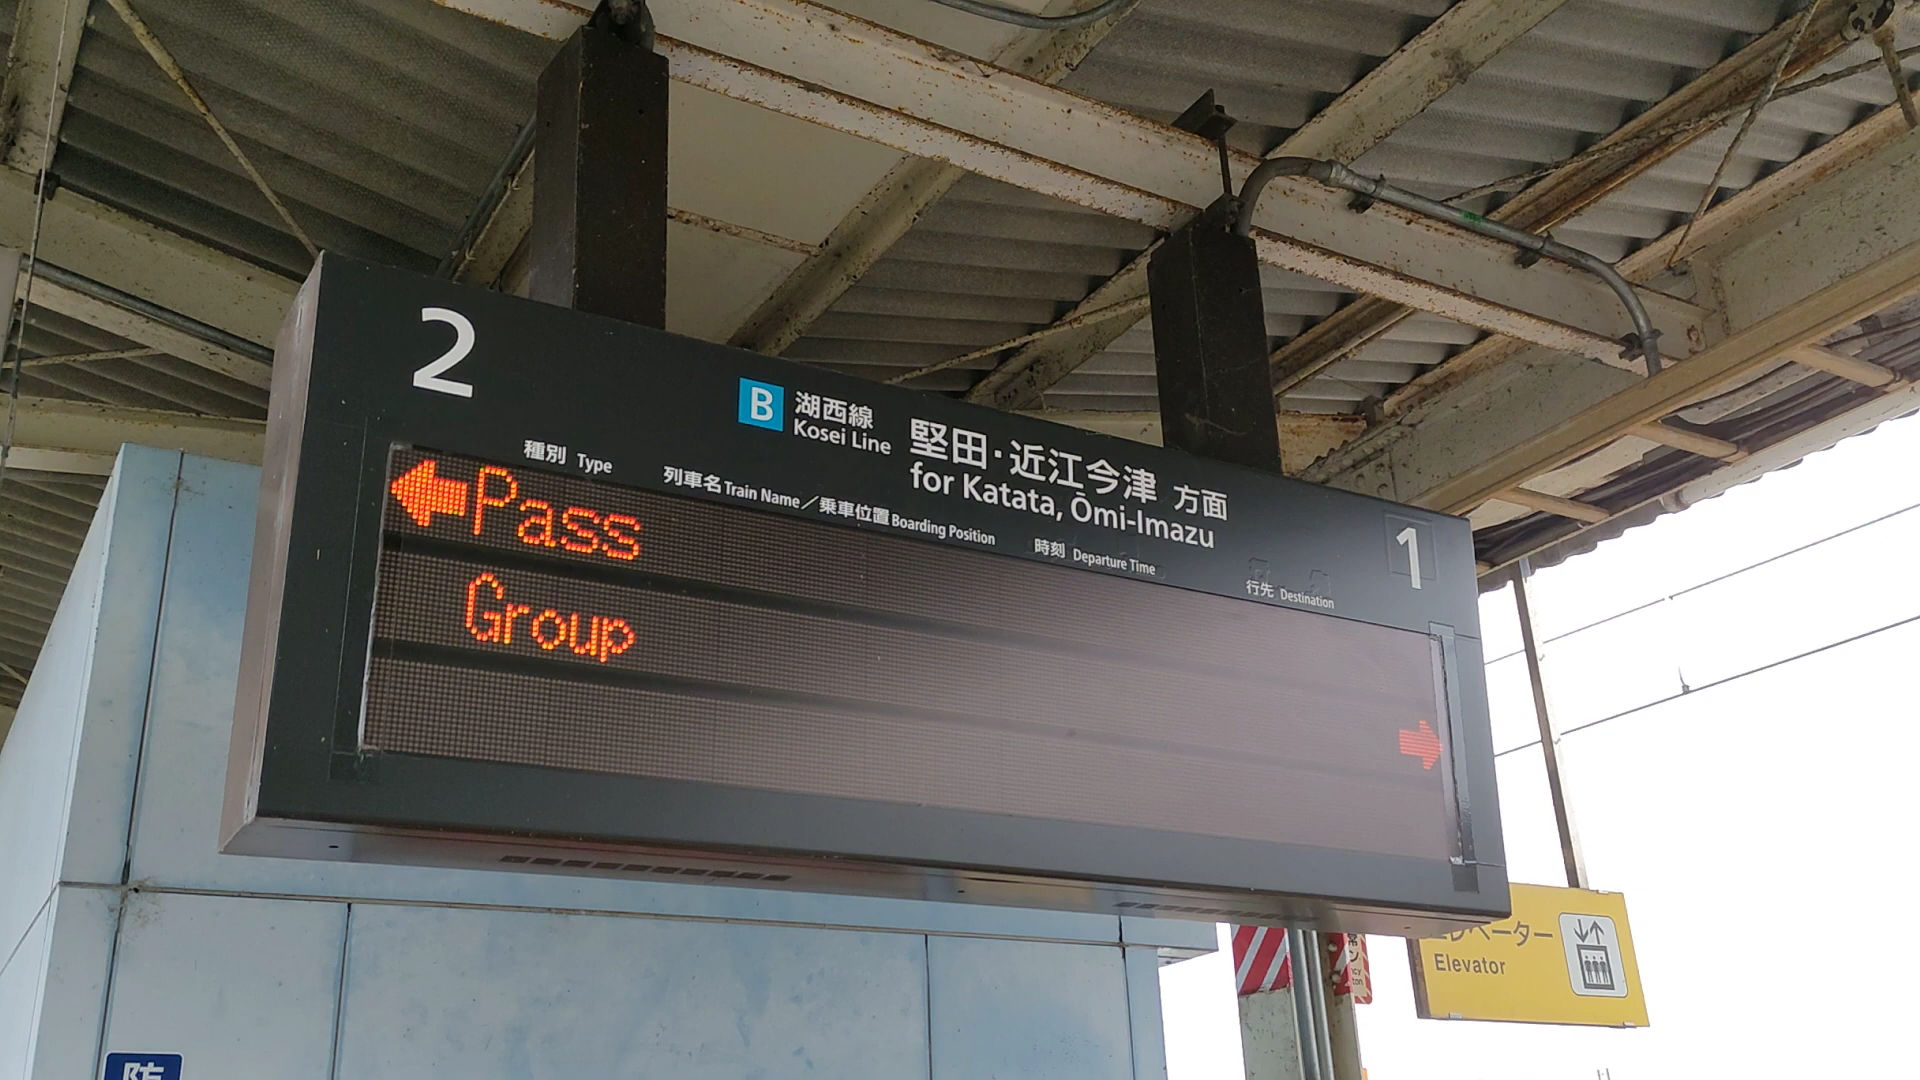 2
B 湖西線 堅田・近江今津 方面
Kosei Line for Katata, Ōmi-Imazu
1
種別 Type 列車名 Train Name／乗車位置 Boarding Position 時刻 Departure Time 行先 Destination
Pass
Group
エレベーター
Elevator
防